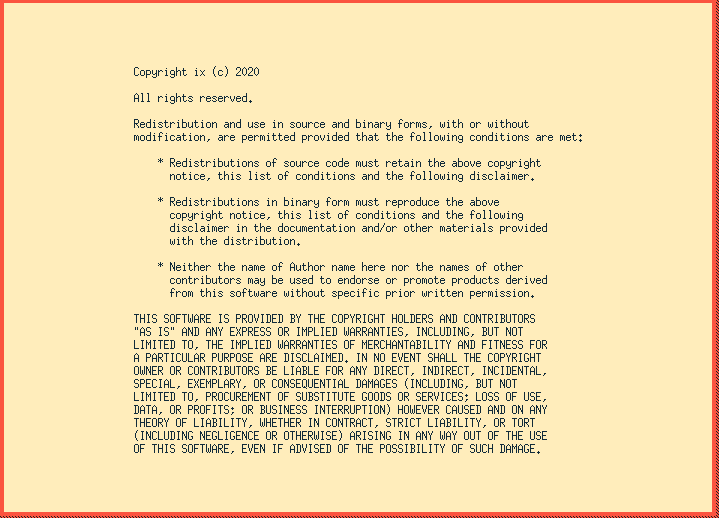 Copyright ix (c) 2020
All rights reserved.
Redistribution and use in source and binary forms, with or without
modification, are permitted provided that the following conditions are met:
* Redistributions of source code must retain the above copyright
notice, this list of conditions and the following disclaimer.
* Redistributions in binary form must reproduce the above
copyright notice, this list of conditions and the following
disclaimer in the documentation and/or other materials provided
with the distribution.
* Neither the name of Author name here nor the names of other
contributors may be used to endorse or promote products derived
from this software without specific prior written permission.
THIS SOFTWARE IS PROVIDED BY THE COPYRIGHT HOLDERS AND CONTRIBUTORS
"AS IS" AND ANY EXPRESS OR IMPLIED WARRANTIES, INCLUDING, BUT NOT
LIMITED TO, THE IMPLIED WARRANTIES OF MERCHANTABILITY AND FITNESS FOR
A PARTICULAR PURPOSE ARE DISCLAIMED. IN NO EVENT SHALL THE COPYRIGHT
OWNER OR CONTRIBUTORS BE LIABLE FOR ANY DIRECT, INDIRECT, INCIDENTAL,
SPECIAL, EXEMPLARY, OR CONSEQUENTIAL DAMAGES (INCLUDING, BUT NOT
LIMITED TO, PROCUREMENT OF SUBSTITUTE GOODS OR SERVICES; LOSS OF USE,
DATA, OR PROFITS; OR BUSINESS INTERRUPTION) HOWEVER CAUSED AND ON ANY
THEORY OF LIABILITY, WHETHER IN CONTRACT, STRICT LIABILITY, OR TORT
(INCLUDING NEGLIGENCE OR OTHERWISE) ARISING IN ANY WAY OUT OF THE USE
OF THIS SOFTWARE, EVEN IF ADVISED OF THE POSSIBILITY OF SUCH DAMAGE.